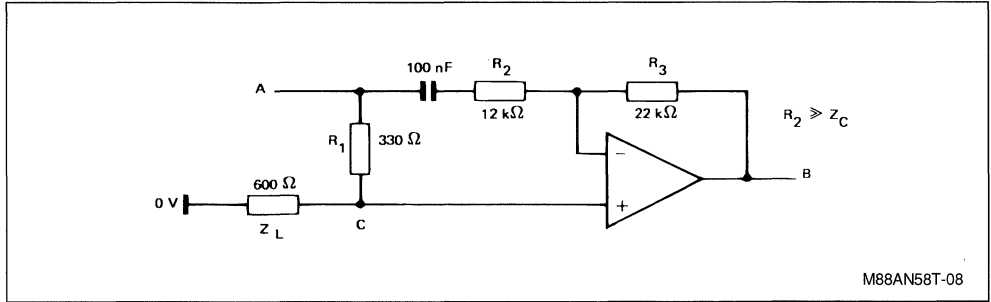 100 nF
R2
R3
A
12 kΩ
22 kΩ
R2 ⩾ ZC
R1
330 Ω
−
B
600 Ω
+
0 V
ZL
C
M88AN58T-08